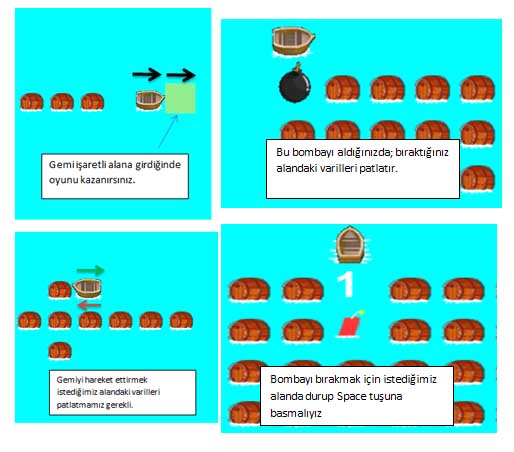 Gemi işaretli alana girdiğinde
oyunu kazanırsınız.
Bu bombayı aldığınızda; bıraktığınız
alandaki varilleri patlatır.
Gemiyi hareket ettirmek
istediğimiz alandaki varilleri
patlatmamız gerekli.
1
Bombayı bırakmak için istediğimiz
alanda durup Space tuşuna
basmalıyız